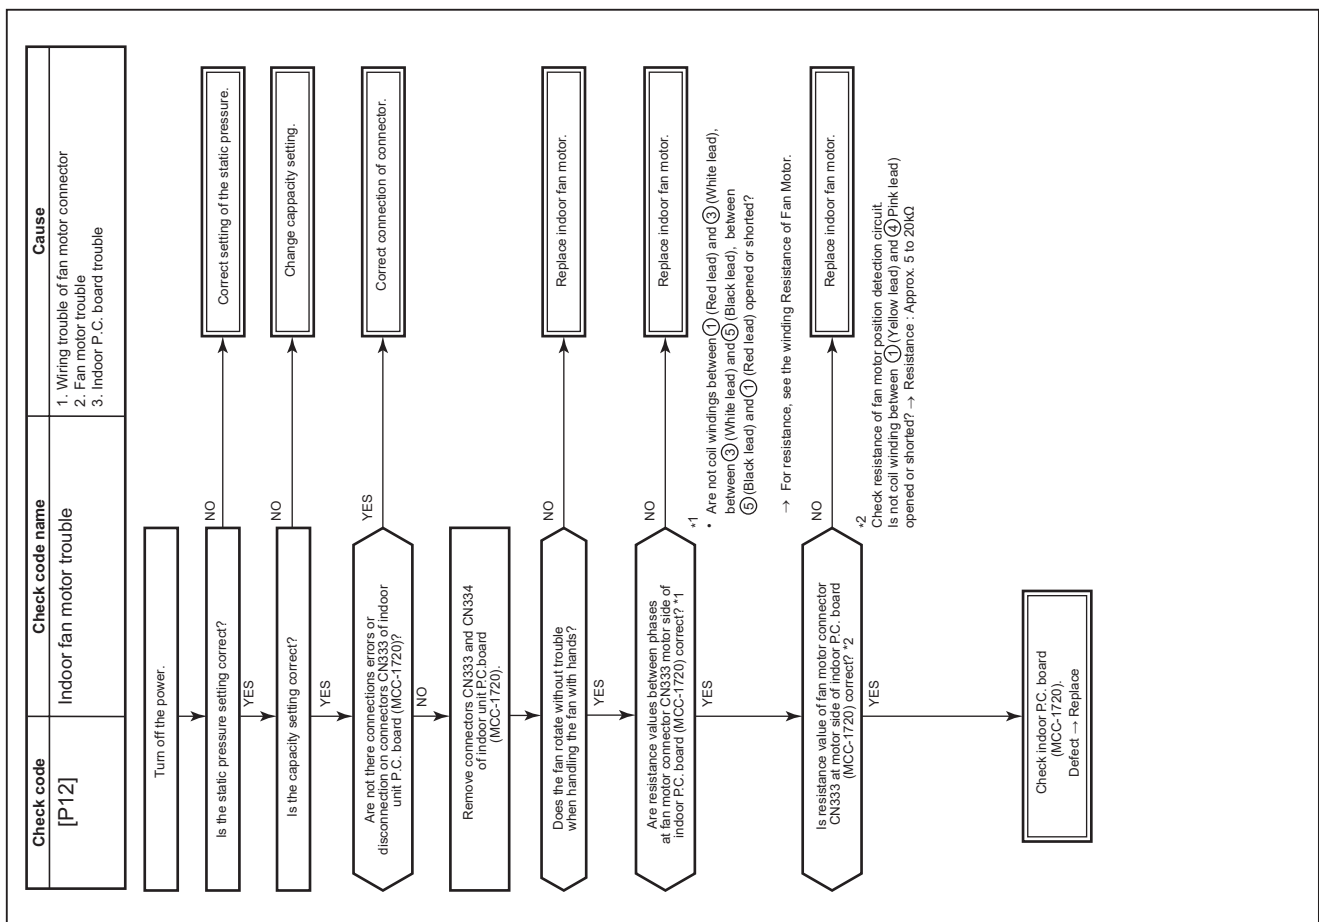 Check code
Check code name
Cause
[P12]
Indoor fan motor trouble
1. Wiring trouble of fan motor connector
2. Fan motor trouble
3. Indoor P.C. board trouble
Turn off the power.
Is the static pressure setting correct?
NO
Correct setting of the static pressure.
YES
Is the capacity setting correct?
NO
Change cappacity setting.
YES
Are not there connections errors or
disconnection on connectors CN333 of indoor
unit P.C. board (MCC-1720)?
YES
Correct connection of connector.
NO
Remove connectors CN333 and CN334
of indoor unit P.C.board
(MCC-1720).
Does the fan rotate without trouble
when handling the fan with hands?
NO
Replace indoor fan motor.
YES
Are resistance values between phases
at fan motor connector CN333 motor side of
indoor P.C. board (MCC-1720) correct? *1
NO
Replace indoor fan motor.
*1
• Are not coil windings between ① (Red lead) and ③ (White lead),
between ③ (White lead) and ⑤ (Black lead), between
⑤ (Black lead) and ① (Red lead) opened or shorted?
→ For resistance, see the winding Resistance of Fan Motor.
YES
Is resistance value of fan motor connector
CN333 at motor side of indoor P.C. board
(MCC-1720) correct? *2
NO
Replace indoor fan motor.
*2
Check resistance of fan motor position detection circuit.
Is not coil winding between ① (Yellow lead) and ④ Pink lead)
opened or shorted? → Resistance : Approx. 5 to 20kΩ
YES
Check indoor P.C. board
(MCC-1720).
Defect → Replace